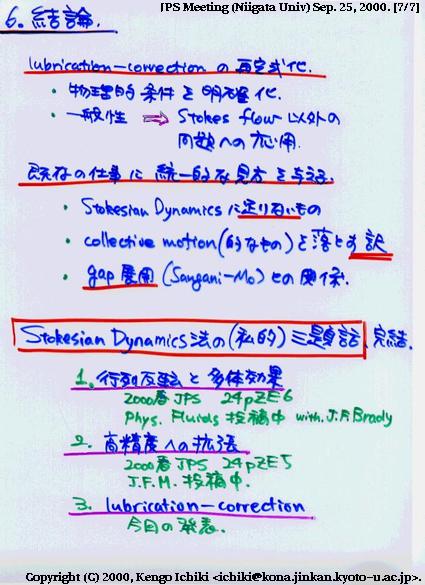 JPS Meeting (Niigata Univ) Sep. 25, 2000. [7/7]
6. 結論.
lubrication-correction の 再定式化.
・物理的 条件 を 明確 化.
・一般性 ⇒ Stokes flow 以外の
問題への 応用.
既存の仕事 に 統一的な 見方 を与える.
・Stokesian Dynamics に足りないもの
・collective motion (的なもの) を 落とす 訳
・gap 展開 (Sangani-Mo) との 関係.
Stokesian Dynamics 法の (私的) 三題話 完結.
1. 行列反転 と 多体効果
2000春 JPS 24pZE6
Phys. Fluids 投稿中 with J.F.Brady
2. 高精度 への 拡張
2000春 JPS 24pZE5
J.F.M. 投稿中.
3. lubrication-correction
今回の 発表.
Copyright (C) 2000, Kengo Ichiki <ichiki@kona.jinkan.kyoto-u.ac.jp>.